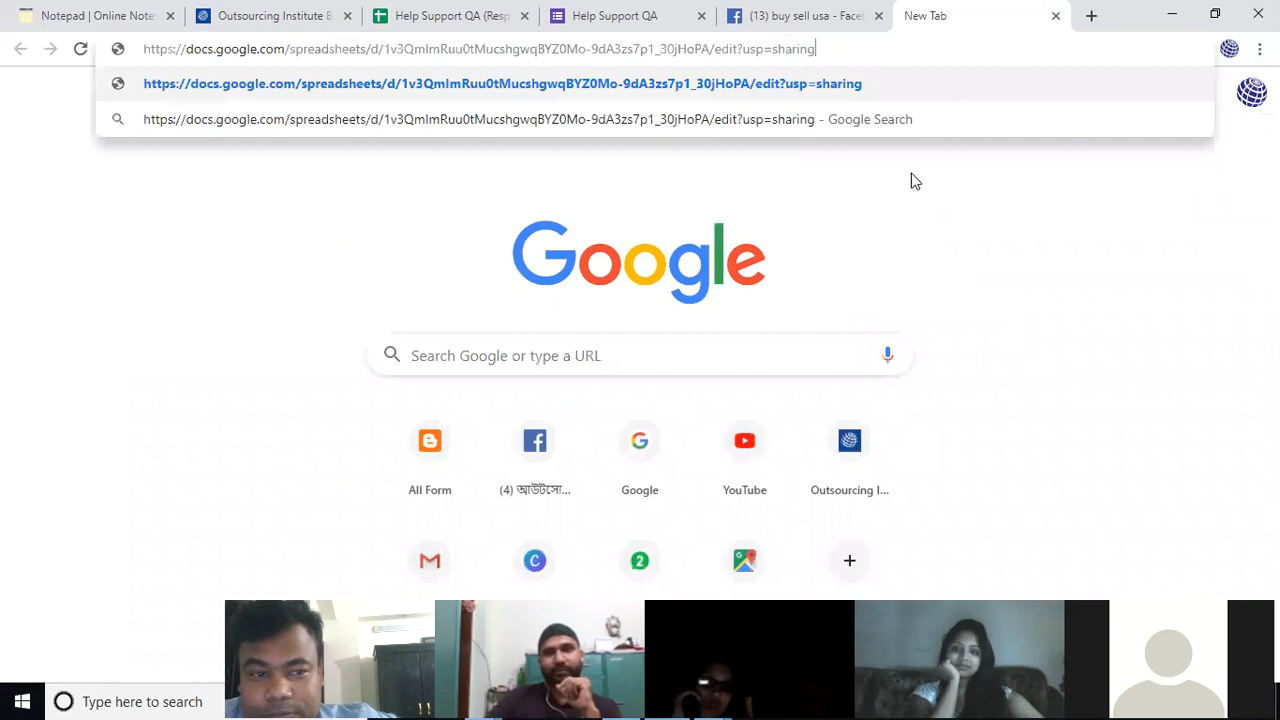 Notepad | Online Note
Outsourcing Institute B
Help Support QA (Resp
Help Support QA
(13) buy sell usa - Face
New Tab
https://docs.google.com/spreadsheets/d/1v3QmImRuu0tMucshgwqBYZ0Mo-9dA3zs7p1_30jHoPA/edit?usp=sharing
https://docs.google.com/spreadsheets/d/1v3QmImRuu0tMucshgwqBYZ0Mo-9dA3zs7p1_30jHoPA/edit?usp=sharing
https://docs.google.com/spreadsheets/d/1v3QmImRuu0tMucshgwqBYZ0Mo-9dA3zs7p1_30jHoPA/edit?usp=sharing - Google Search
Google
Search Google or type a URL
All Form
(4) আউটসো...
Google
YouTube
Outsourcing I...
Type here to search